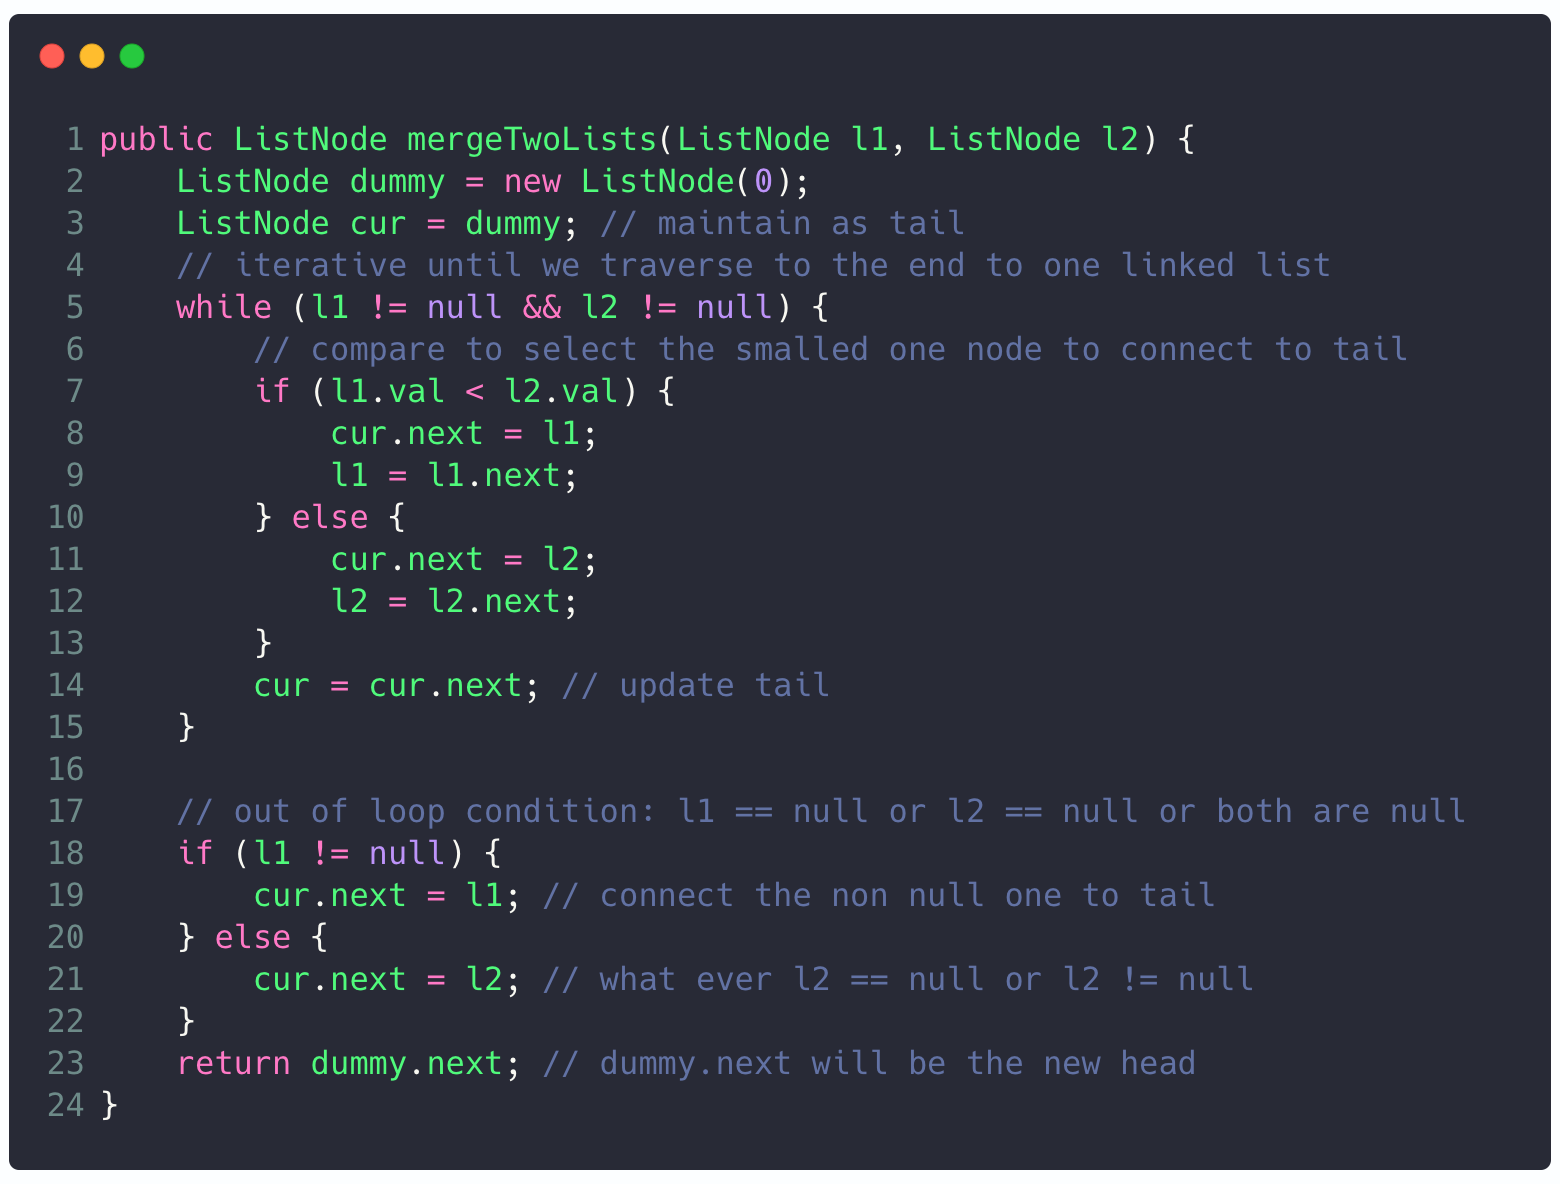 1 public ListNode mergeTwoLists(ListNode l1, ListNode l2) {
2     ListNode dummy = new ListNode(0);
3     ListNode cur = dummy; // maintain as tail
4     // iterative until we traverse to the end to one linked list
5     while (l1 != null && l2 != null) {
6         // compare to select the smalled one node to connect to tail
7         if (l1.val < l2.val) {
8             cur.next = l1;
9             l1 = l1.next;
10         } else {
11             cur.next = l2;
12             l2 = l2.next;
13         }
14         cur = cur.next; // update tail
15     }
16
17     // out of loop condition: l1 == null or l2 == null or both are null
18     if (l1 != null) {
19         cur.next = l1; // connect the non null one to tail
20     } else {
21         cur.next = l2; // what ever l2 == null or l2 != null
22     }
23     return dummy.next; // dummy.next will be the new head
24 }